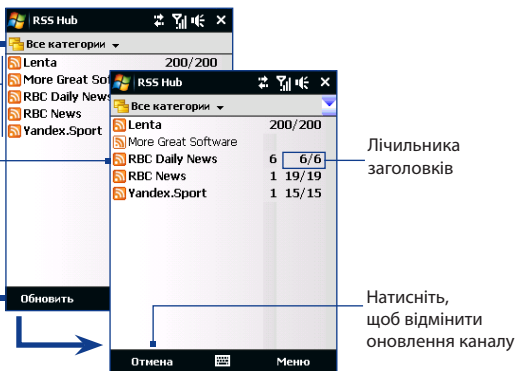 RSS Hub
Все категории
Lenta 200/200
More Great Sof
RBC Daily News
RBC News
Yandex.Sport
Обновить
RSS Hub
Все категории
Lenta 200/200
More Great Software
RBC Daily News 6 6/6
RBC News 1 19/19
Yandex.Sport 1 15/15
Отмена Меню
Лічильника
заголовків
Натисніть,
щоб відмінити
оновлення каналу